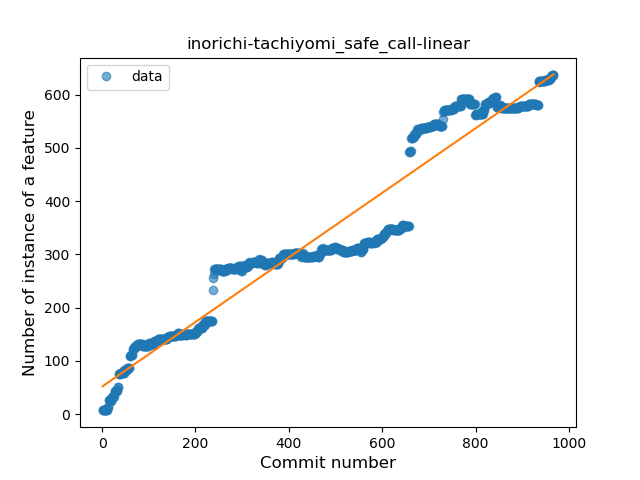 inorichi-tachiyomi_safe_call-linear
data
Number of instance of a feature
600
500
400
300
200
100
0
0 200 400 600 800 1000
Commit number